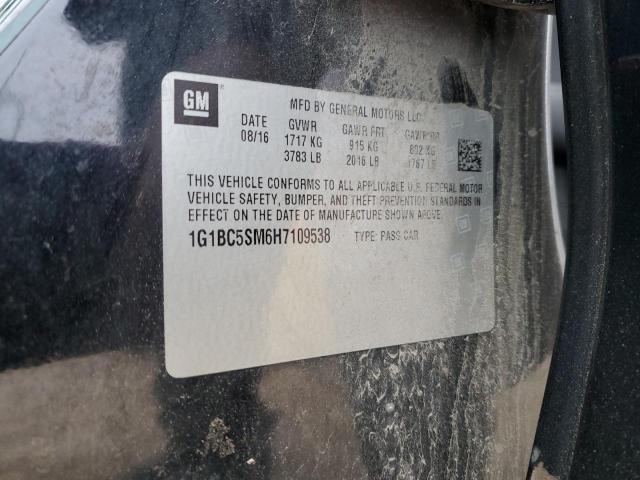 GM
MFD BY GENERAL MOTORS LLC.
DATE GVWR GAWR FRT GAWR RR
08/16 1717 KG 915 KG 802 KG
3783 LB 2016 LB 1767 LB
THIS VEHICLE CONFORMS TO ALL APPLICABLE U.S. FEDERAL MOTOR
VEHICLE SAFETY, BUMPER, AND THEFT PREVENTION STANDARDS IN
EFFECT ON THE DATE OF MANUFACTURE SHOWN ABOVE.
1G1BC5SM6H7109538 TYPE: PASS CAR